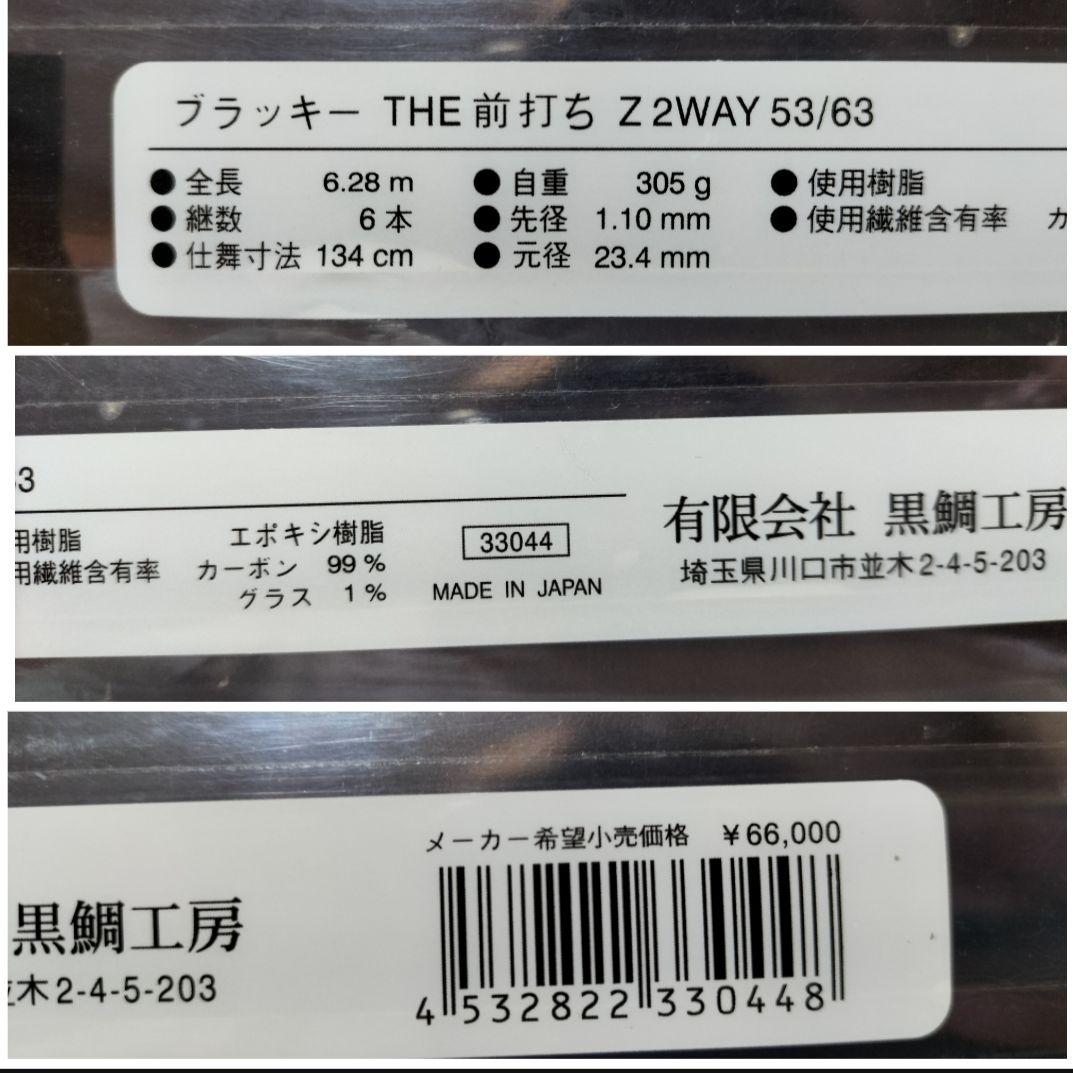 ブラッキー THE 前打ち Z 2WAY 53/63
●全長 6.28 m ●自重 305 g ●使用樹脂
●継数 6 本 ●先径 1.10 mm ●使用繊維含有率 カ
●仕舞寸法 134 cm ●元径 23.4 mm
3
用樹脂 エポキシ樹脂
用繊維含有率 カーボン 99 %
グラス 1 %
33044
MADE IN JAPAN
有限会社 黒鯛工房
埼玉県川口市並木2-4-5-203
黒鯛工房
木2-4-5-203
メーカー希望小売価格 ¥66,000
4 532822 330448